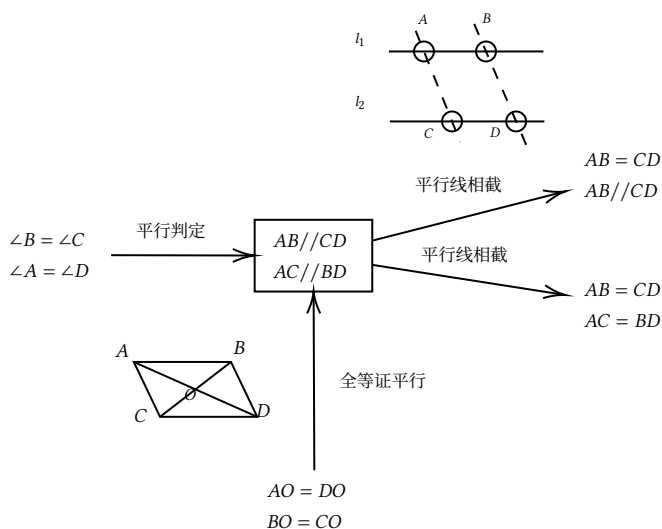 A
B
l₁
l₂
C
D
AB = CD
AB//CD
平行线相截
平行判定
∠B = ∠C
∠A = ∠D
AB//CD
AC//BD
平行线相截
AB = CD
AC = BD
A
B
O
C
D
全等证平行
AO = DO
BO = CO